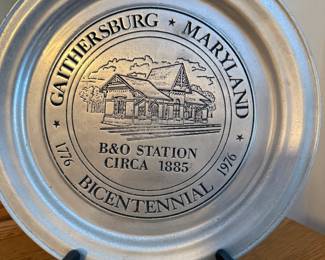 GAITHERSBURG * MARYLAND
B&O STATION
CIRCA 1885
* 1776 BICENTENNIAL 1976 *